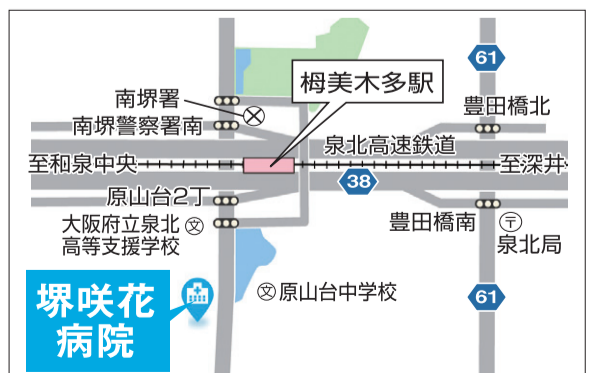 61
栂美木多駅
南堺署
豊田橋北
南堺警察署南
泉北高速鉄道
至和泉中央
至深井
38
原山台2丁
大阪府立泉北
高等支援学校
文
豊田橋南
〒
泉北局
堺咲花
病院
文
原山台中学校
61